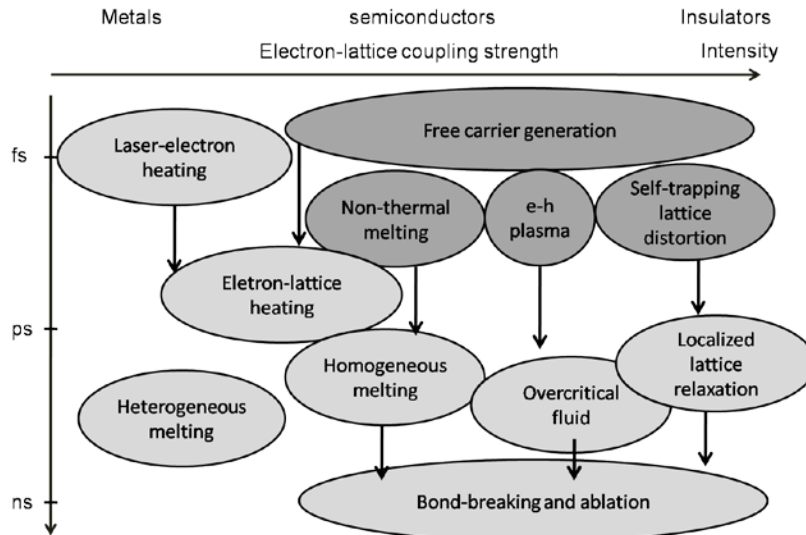 Metals semiconductors Insulators
Electron-lattice coupling strength Intensity
fs
Laser-electron
heating
Free carrier generation
Non-thermal
melting
e-h
plasma
Self-trapping
lattice
distortion
Eletron-lattice
heating
ps
Homogeneous
melting
Localized
lattice
relaxation
Heterogeneous
melting
Overcritical
fluid
ns
Bond-breaking and ablation